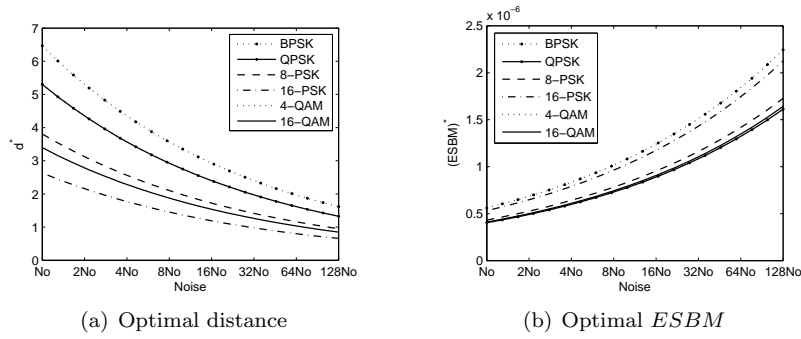 7
6
5
4
3
2
1
0
d*
BPSK
QPSK
8−PSK
16−PSK
4−QAM
16−QAM
No 2No 4No 8No 16No 32No 64No 128No
Noise
(a) Optimal distance
x 10⁻⁶
2.5
2
1.5
1
0.5
0
(ESBM)*
BPSK
QPSK
8−PSK
16−PSK
4−QAM
16−QAM
No 2No 4No 8No 16No 32No 64No 128No
Noise
(b) Optimal ESBM